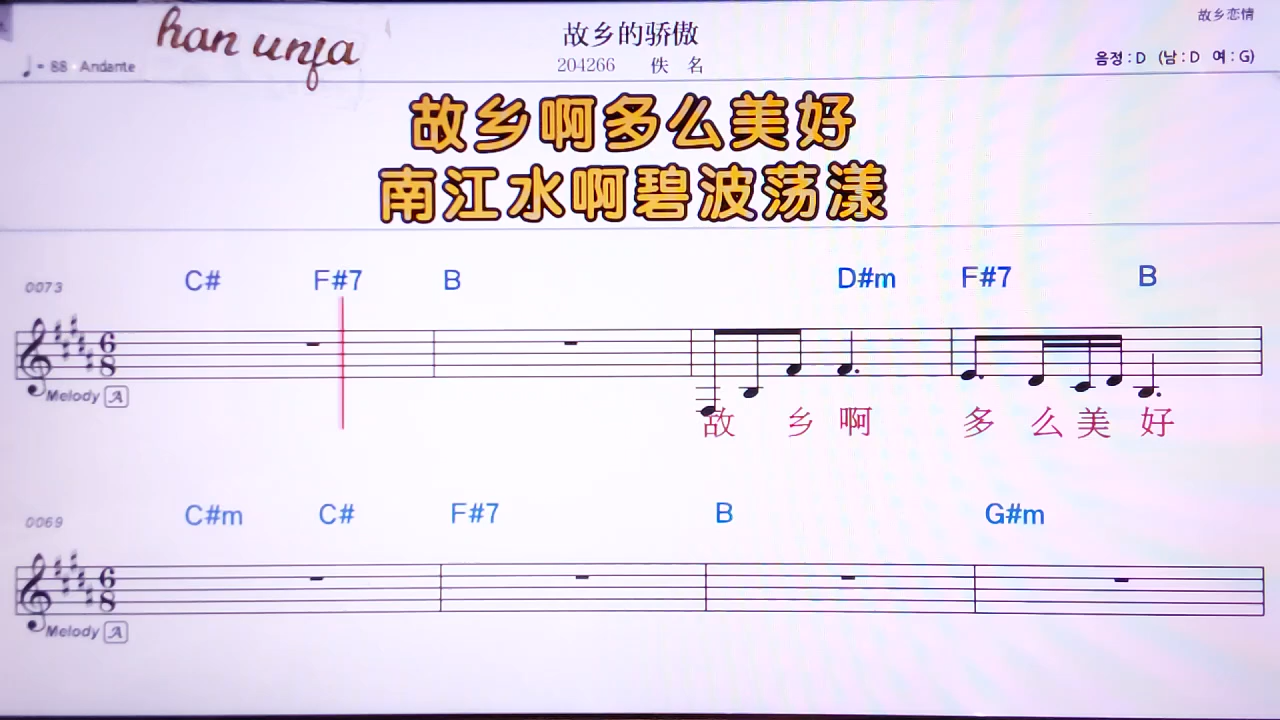 故乡恋情
han unfa
故乡的骄傲
♩= 88 Andante
204266 佚 名
음정 : D (남 : D 여 : G)
故乡啊多么美好
南江水啊碧波荡漾
0073 C# F#7 B D#m F#7 B
6
8
Melody A
故 乡 啊 多 么 美 好
0069 C#m C# F#7 B G#m
6
8
Melody A